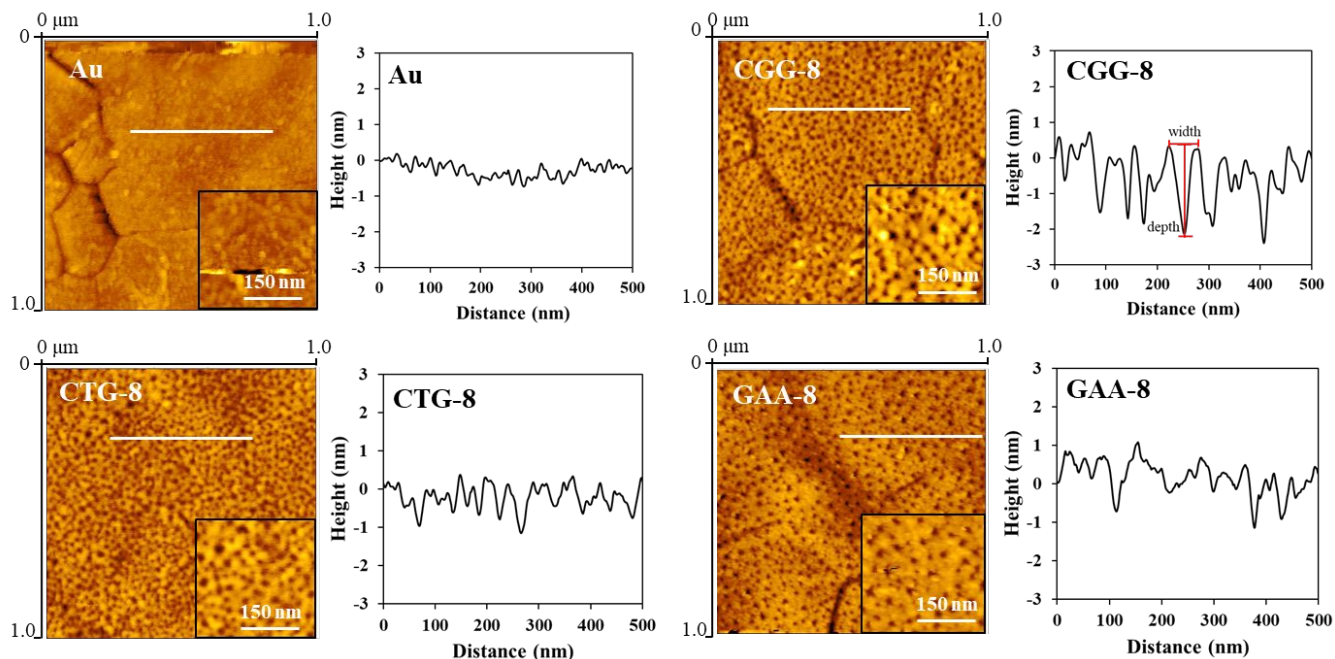 0 μm 1.0
0
Au
150 nm
1.0
Au
Height (nm)
3
2
1
0
-1
-2
-3
0 100 200 300 400 500
Distance (nm)
0 μm 1.0
0
CGG-8
150 nm
1.0
CGG-8
width
depth
Height (nm)
3
2
1
0
-1
-2
-3
0 100 200 300 400 500
Distance (nm)
0 μm 1.0
0
CTG-8
150 nm
1.0
CTG-8
Height (nm)
3
2
1
0
-1
-2
-3
0 100 200 300 400 500
Distance (nm)
0 μm 1.0
0
GAA-8
150 nm
1.0
GAA-8
Height (nm)
3
2
1
0
-1
-2
-3
0 100 200 300 400 500
Distance (nm)